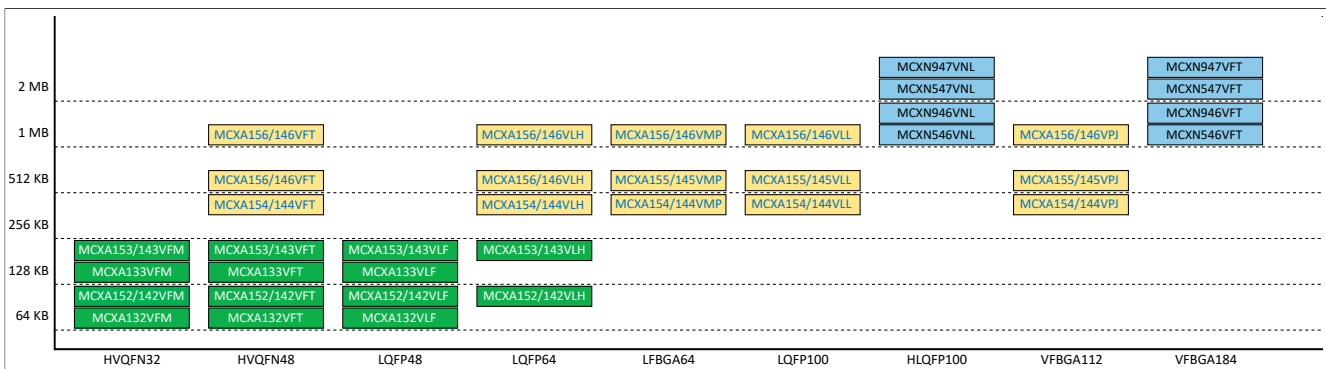 MCXN947VNL MCXN947VFT
2 MB MCXN547VNL MCXN547VFT
MCXN946VNL MCXN946VFT
1 MB MCXA156/146VFT MCXA156/146VLH MCXA156/146VMP MCXA156/146VLL MCXN546VNL MCXA156/146VPJ MCXN546VFT
512 KB MCXA156/146VFT MCXA156/146VLH MCXA155/145VMP MCXA155/145VLL MCXA155/145VPJ
MCXA154/144VFT MCXA154/144VLH MCXA154/144VMP MCXA154/144VLL MCXA154/144VPJ
256 KB
MCXA153/143VFM MCXA153/143VFT MCXA153/143VLF MCXA153/143VLH
128 KB MCXA133VFM MCXA133VFT MCXA133VLF
MCXA152/142VFM MCXA152/142VFT MCXA152/142VLF MCXA152/142VLH
64 KB MCXA132VFM MCXA132VFT MCXA132VLF
HVQFN32 HVQFN48 LQFP48 LQFP64 LFBGA64 LQFP100 HLQFP100 VFBGA112 VFBGA184